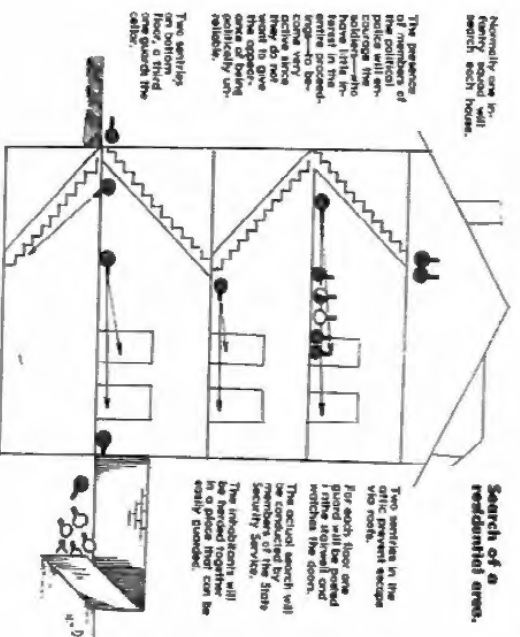 Search of a
residential area.
Normally one in-
fantry squad will
search each house.
The presence
of members of
the political
police will en-
courage the
soldiers—who
have little in-
terest in the
entire proceed-
ings—to be-
come very
active since
they do not
want to give
the appear-
ance of being
politically un-
reliable.
Two sentries
on bottom
floor, a third
one guards the
cellar.
Two sentries in the
attic prevent escape
via roofs.
For each floor one
guard will be posted
in the stairwell and
watches the doors.
The actual search will
be conducted by
members of the State
Security Service.
The inhabitants will
be herded together
in a place that can be
easily guarded.